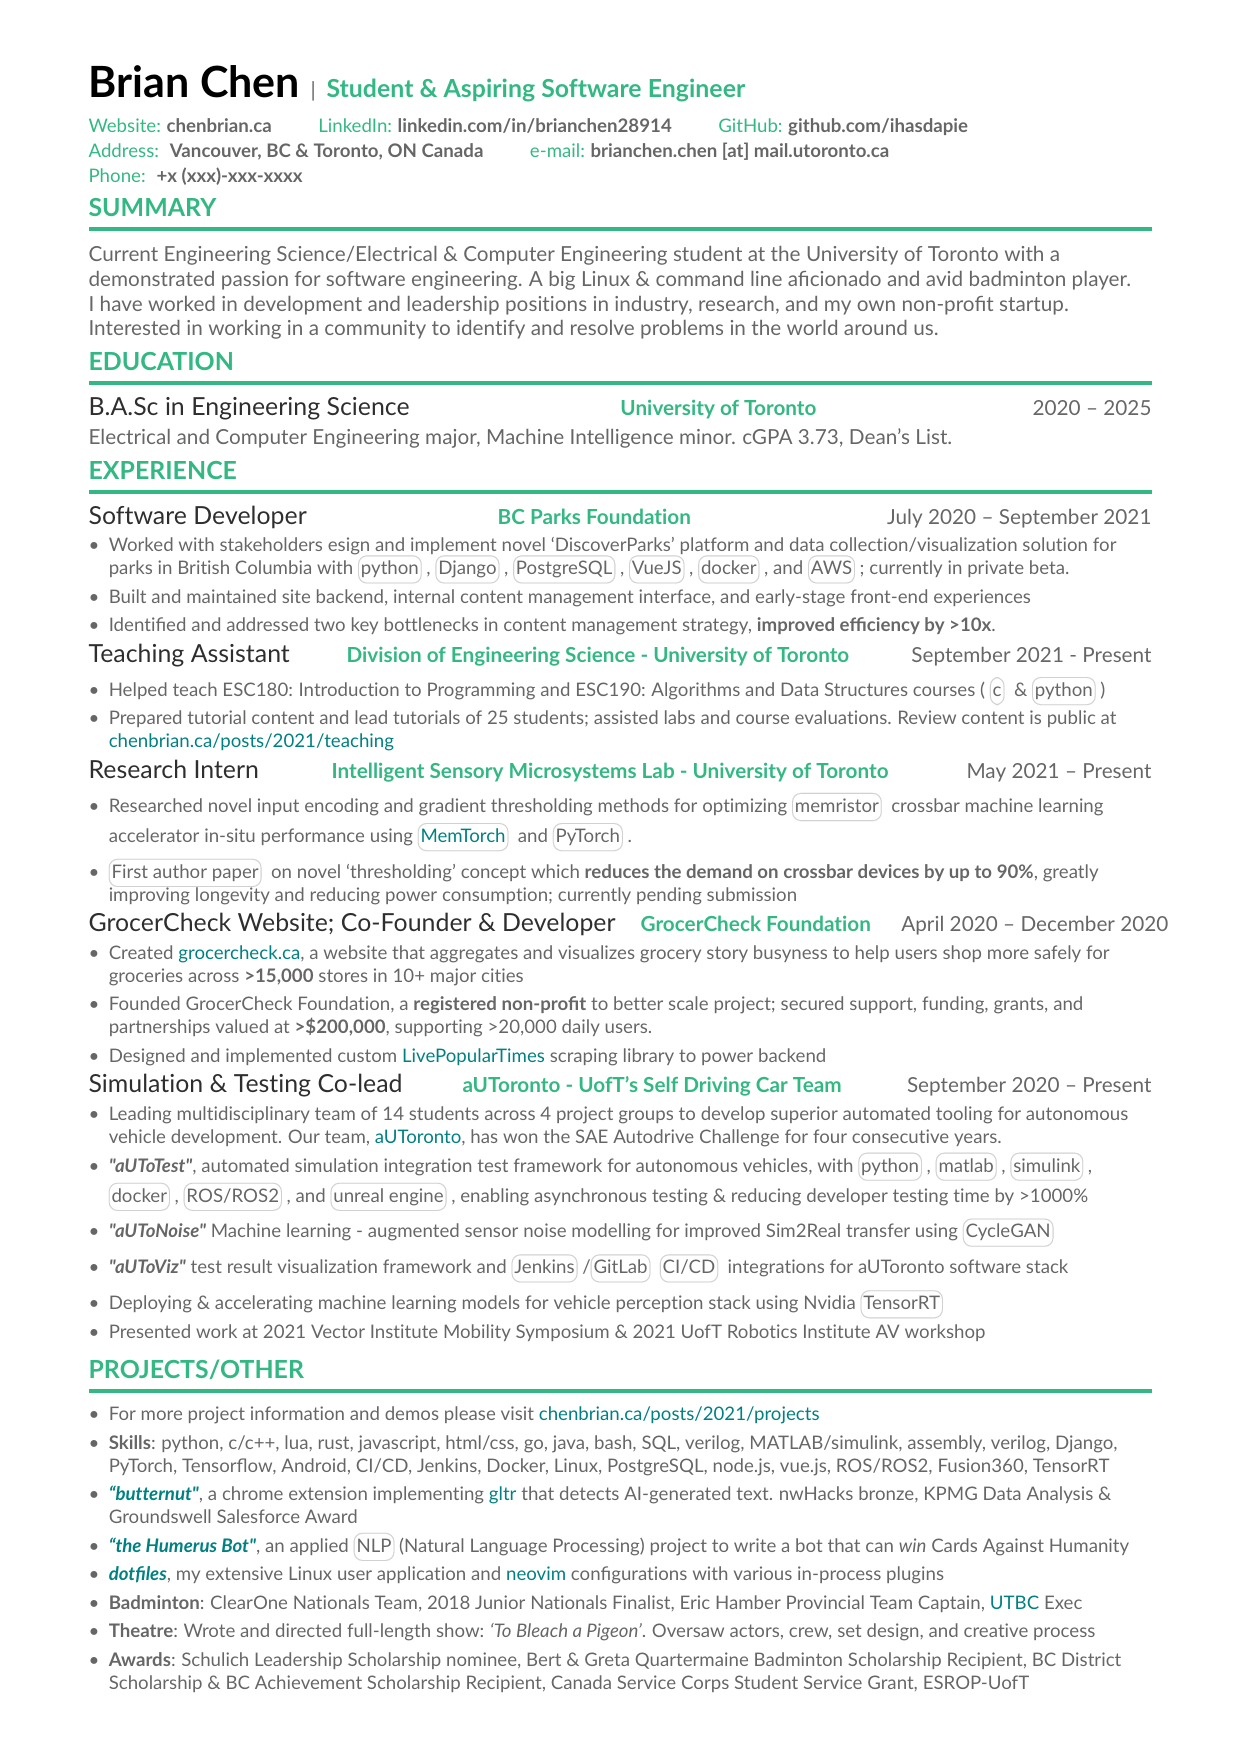 Brian Chen | Student & Aspiring Software Engineer
Website: chenbrian.ca LinkedIn: linkedin.com/in/brianchen28914 GitHub: github.com/ihasdapie
Address: Vancouver, BC & Toronto, ON Canada e-mail: brianchen.chen [at] mail.utoronto.ca
Phone: +x (xxx)-xxx-xxxx
SUMMARY
Current Engineering Science/Electrical & Computer Engineering student at the University of Toronto with a
demonstrated passion for software engineering. A big Linux & command line aficionado and avid badminton player.
I have worked in development and leadership positions in industry, research, and my own non-profit startup.
Interested in working in a community to identify and resolve problems in the world around us.
EDUCATION
B.A.Sc in Engineering Science University of Toronto 2020 – 2025
Electrical and Computer Engineering major, Machine Intelligence minor. cGPA 3.73, Dean's List.
EXPERIENCE
Software Developer BC Parks Foundation July 2020 – September 2021
• Worked with stakeholders esign and implement novel 'DiscoverParks' platform and data collection/visualization solution for
parks in British Columbia with python , Django , PostgreSQL , VueJS , docker , and AWS ; currently in private beta.
• Built and maintained site backend, internal content management interface, and early-stage front-end experiences
• Identified and addressed two key bottlenecks in content management strategy, improved efficiency by >10x.
Teaching Assistant Division of Engineering Science - University of Toronto September 2021 - Present
• Helped teach ESC180: Introduction to Programming and ESC190: Algorithms and Data Structures courses ( c & python )
• Prepared tutorial content and lead tutorials of 25 students; assisted labs and course evaluations. Review content is public at
chenbrian.ca/posts/2021/teaching
Research Intern Intelligent Sensory Microsystems Lab - University of Toronto May 2021 – Present
• Researched novel input encoding and gradient thresholding methods for optimizing memristor crossbar machine learning
accelerator in-situ performance using MemTorch and PyTorch .
• First author paper on novel 'thresholding' concept which reduces the demand on crossbar devices by up to 90%, greatly
improving longevity and reducing power consumption; currently pending submission
GrocerCheck Website; Co-Founder & Developer GrocerCheck Foundation April 2020 – December 2020
• Created grocercheck.ca, a website that aggregates and visualizes grocery story busyness to help users shop more safely for
groceries across >15,000 stores in 10+ major cities
• Founded GrocerCheck Foundation, a registered non-profit to better scale project; secured support, funding, grants, and
partnerships valued at >$200,000, supporting >20,000 daily users.
• Designed and implemented custom LivePopularTimes scraping library to power backend
Simulation & Testing Co-lead aUToronto - UofT's Self Driving Car Team September 2020 – Present
• Leading multidisciplinary team of 14 students across 4 project groups to develop superior automated tooling for autonomous
vehicle development. Our team, aUToronto, has won the SAE Autodrive Challenge for four consecutive years.
• "aUToTest", automated simulation integration test framework for autonomous vehicles, with python , matlab , simulink ,
docker , ROS/ROS2 , and unreal engine , enabling asynchronous testing & reducing developer testing time by >1000%
• "aUToNoise" Machine learning - augmented sensor noise modelling for improved Sim2Real transfer using CycleGAN
• "aUToViz" test result visualization framework and Jenkins /GitLab CI/CD integrations for aUToronto software stack
• Deploying & accelerating machine learning models for vehicle perception stack using Nvidia TensorRT
• Presented work at 2021 Vector Institute Mobility Symposium & 2021 UofT Robotics Institute AV workshop
PROJECTS/OTHER
• For more project information and demos please visit chenbrian.ca/posts/2021/projects
• Skills: python, c/c++, lua, rust, javascript, html/css, go, java, bash, SQL, verilog, MATLAB/simulink, assembly, verilog, Django,
PyTorch, Tensorflow, Android, CI/CD, Jenkins, Docker, Linux, PostgreSQL, node.js, vue.js, ROS/ROS2, Fusion360, TensorRT
• “butternut", a chrome extension implementing gltr that detects AI-generated text. nwHacks bronze, KPMG Data Analysis &
Groundswell Salesforce Award
• “the Humerus Bot", an applied NLP (Natural Language Processing) project to write a bot that can win Cards Against Humanity
• dotfiles, my extensive Linux user application and neovim configurations with various in-process plugins
• Badminton: ClearOne Nationals Team, 2018 Junior Nationals Finalist, Eric Hamber Provincial Team Captain, UTBC Exec
• Theatre: Wrote and directed full-length show: 'To Bleach a Pigeon'. Oversaw actors, crew, set design, and creative process
• Awards: Schulich Leadership Scholarship nominee, Bert & Greta Quartermaine Badminton Scholarship Recipient, BC District
Scholarship & BC Achievement Scholarship Recipient, Canada Service Corps Student Service Grant, ESROP-UofT